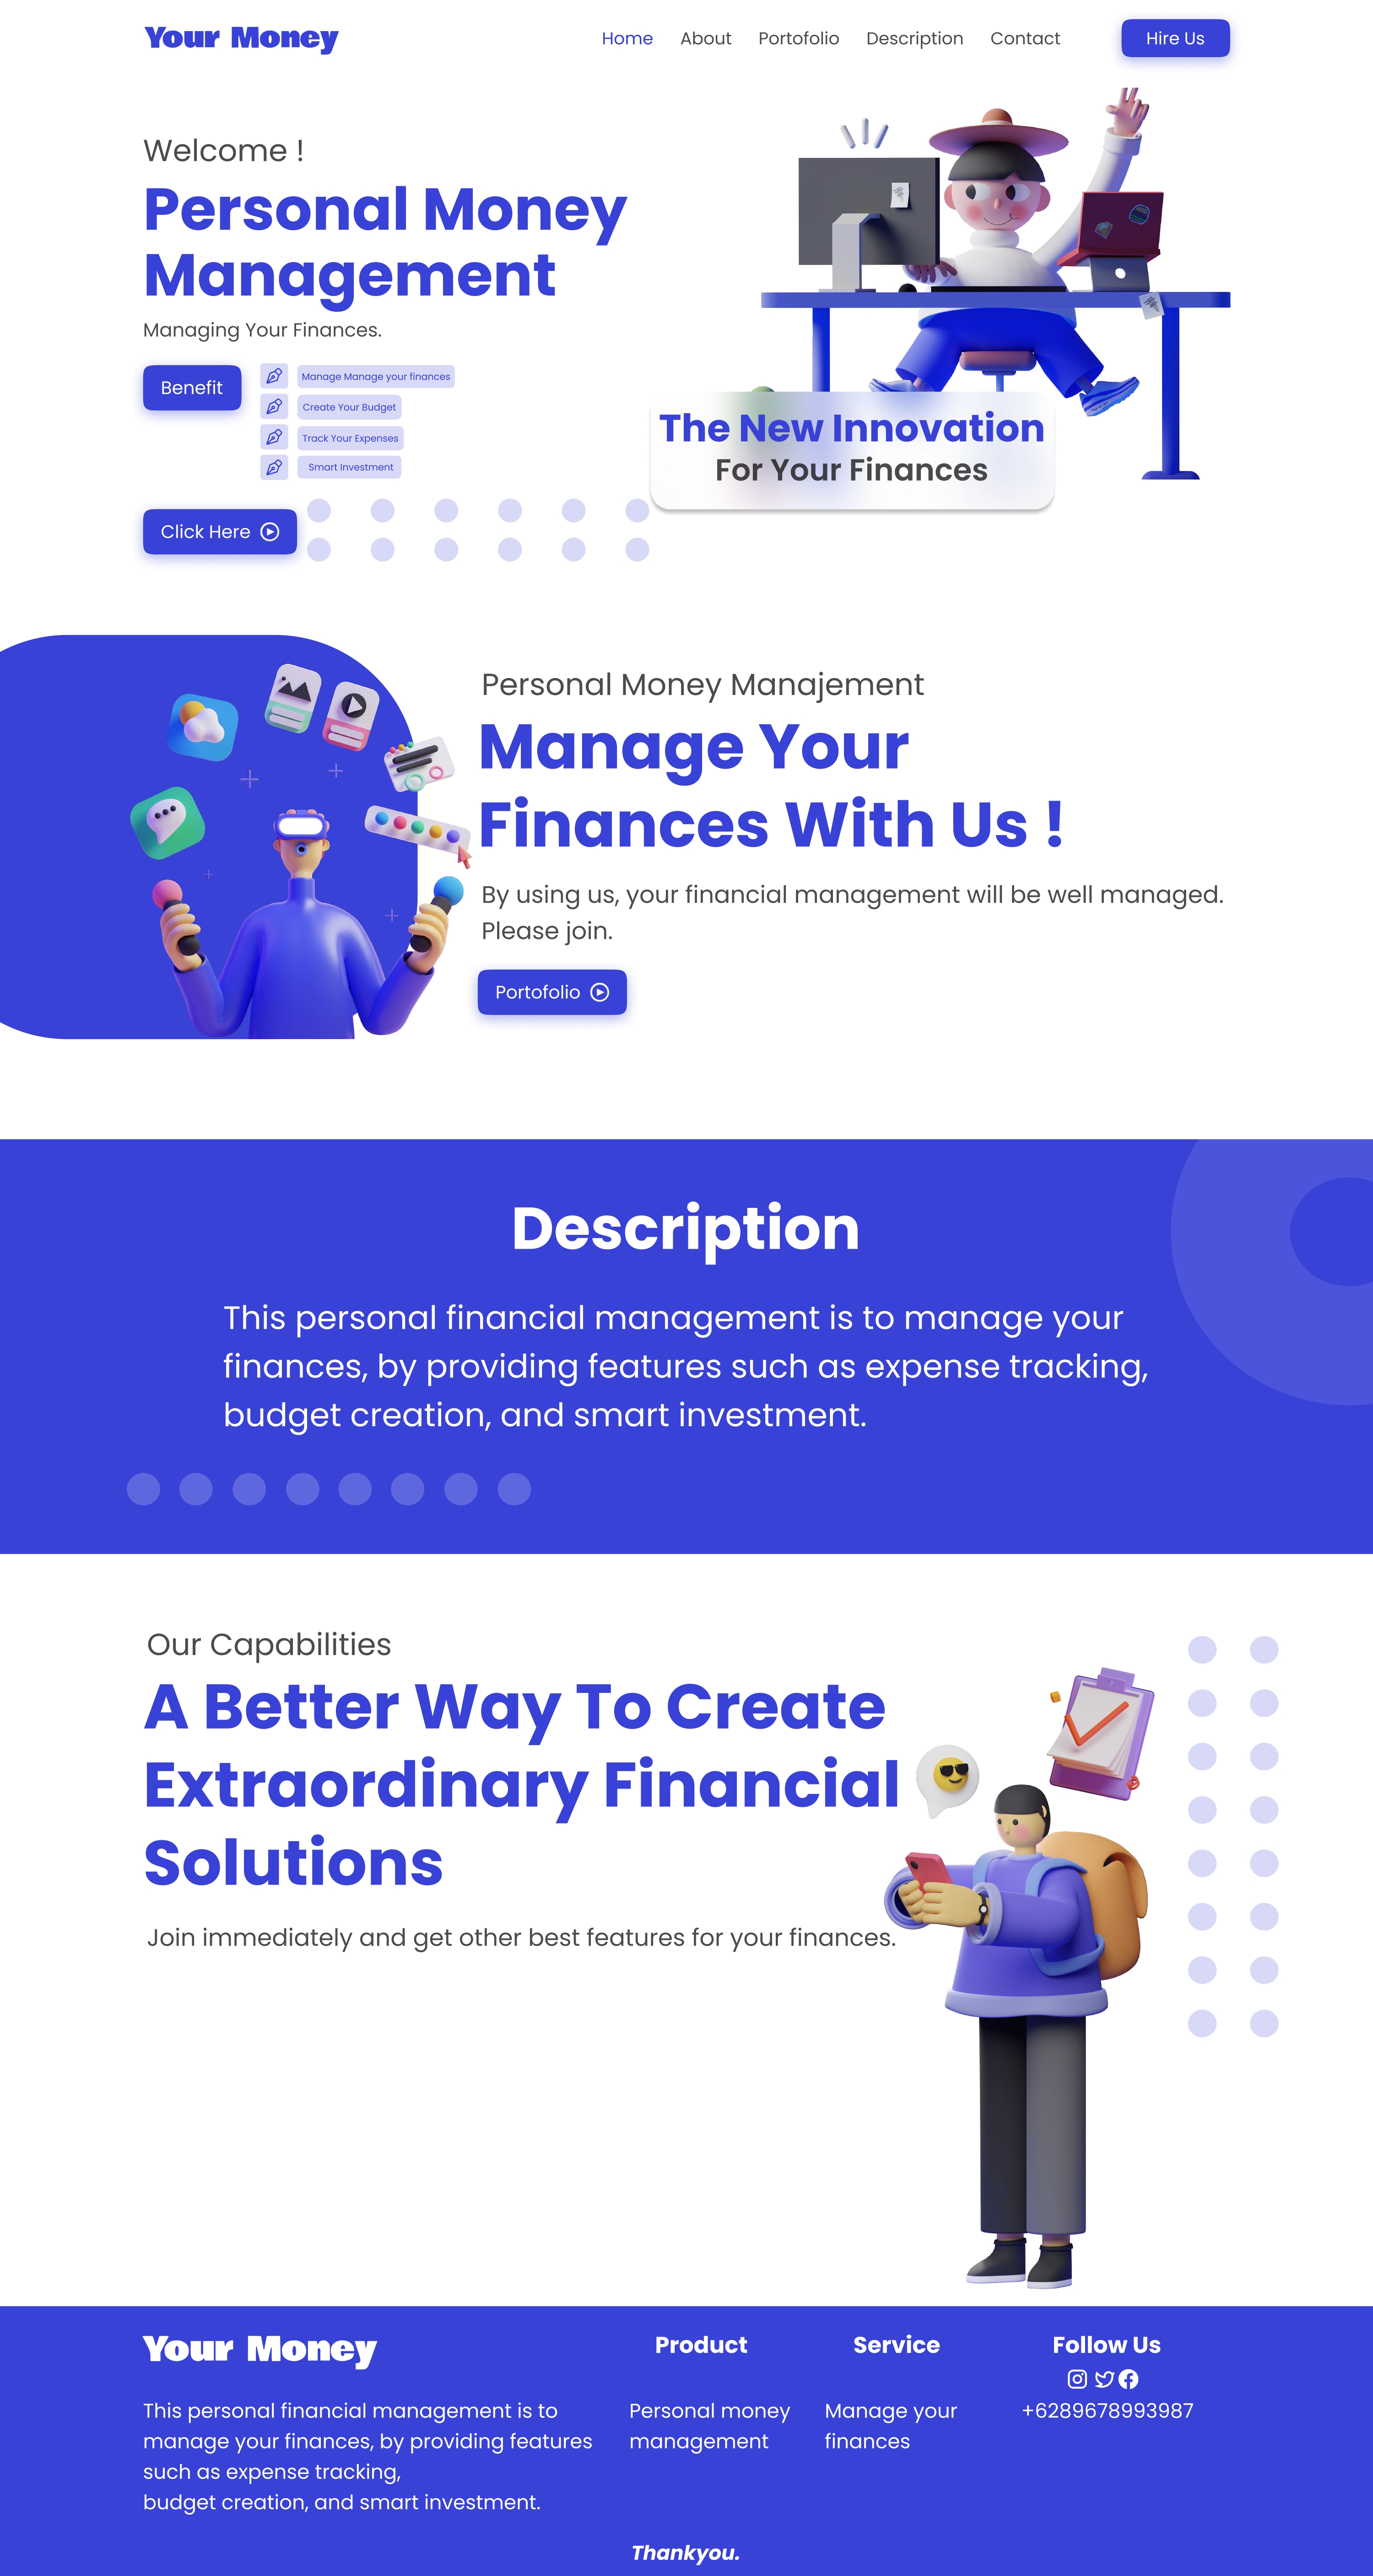 Your Money
Home About Portofolio Description Contact Hire Us
Welcome !
Personal Money
Management
Managing Your Finances.
Benefit
Manage Manage your finances
Create Your Budget
Track Your Expenses
Smart Investment
Click Here
The New Innovation
For Your Finances
Personal Money Manajement
Manage Your
Finances With Us !
By using us, your financial management will be well managed.
Please join.
Portofolio
Description
This personal financial management is to manage your
finances, by providing features such as expense tracking,
budget creation, and smart investment.
Our Capabilities
A Better Way To Create
Extraordinary Financial
Solutions
Join immediately and get other best features for your finances.
Your Money
This personal financial management is to
manage your finances, by providing features
such as expense tracking,
budget creation, and smart investment.
Product
Personal money
management
Service
Manage your
finances
Follow Us
+6289678993987
Thankyou.